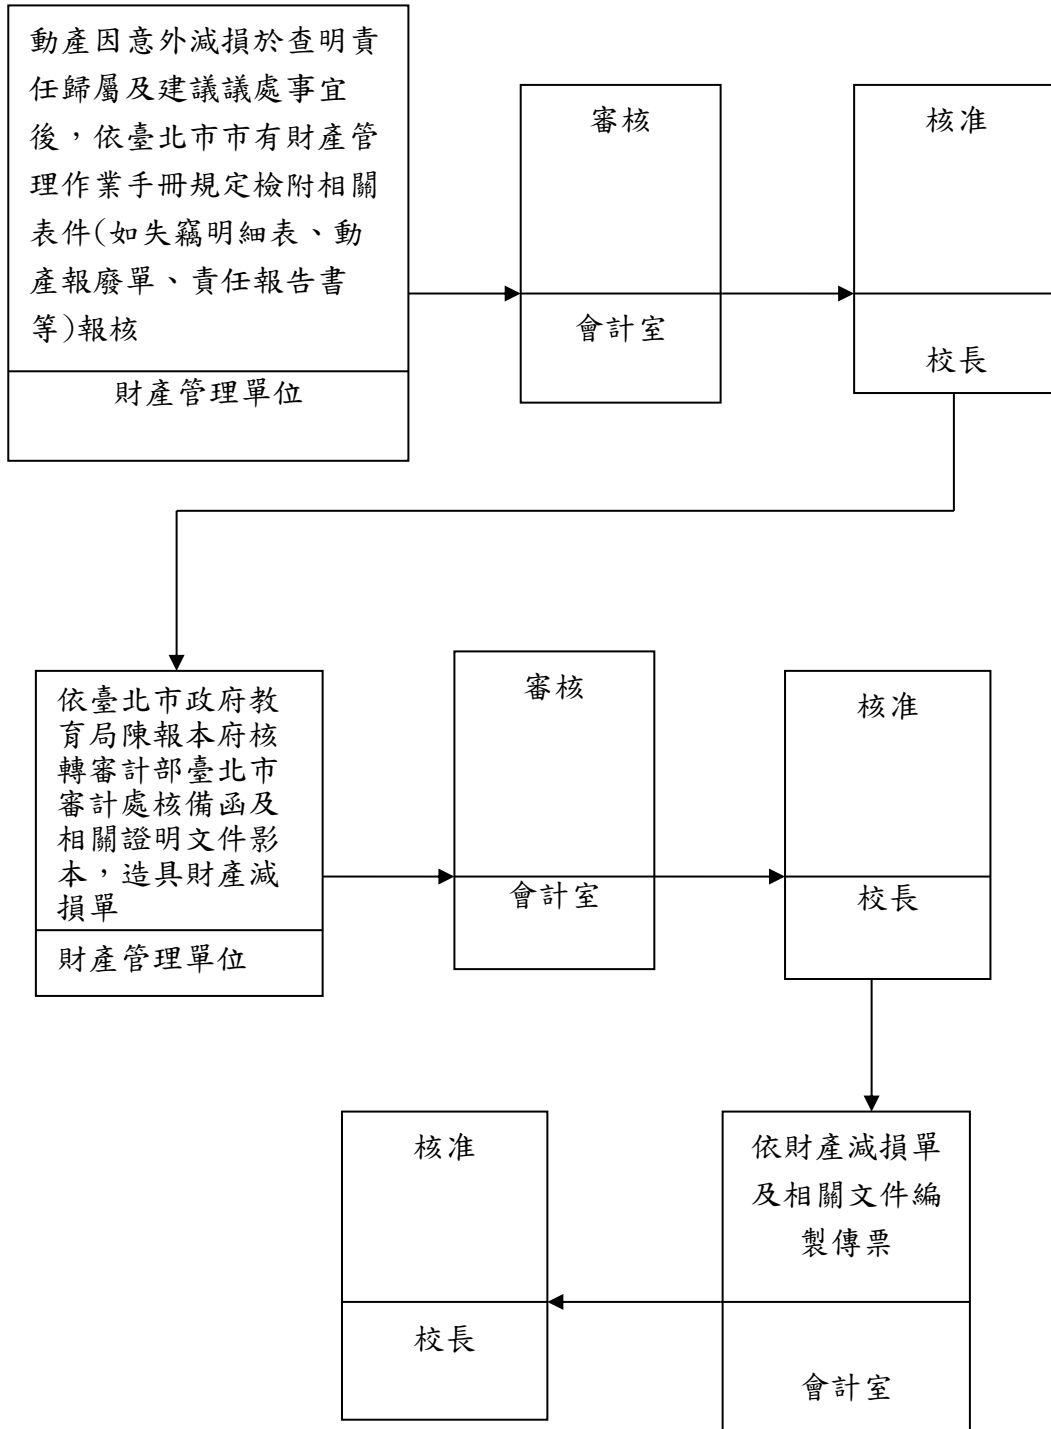 動產因意外減損於查明責
任歸屬及建議議處事宜
後，依臺北市市有財產管
理作業手冊規定檢附相關
表件(如失竊明細表、動
產報廢單、責任報告書
等)報核
財產管理單位
審核
會計室
核准
校長
依臺北市政府教
育局陳報本府核
轉審計部臺北市
審計處核備函及
相關證明文件影
本，造具財產減
損單
財產管理單位
審核
會計室
核准
校長
依財產減損單
及相關文件編
製傳票
會計室
核准
校長